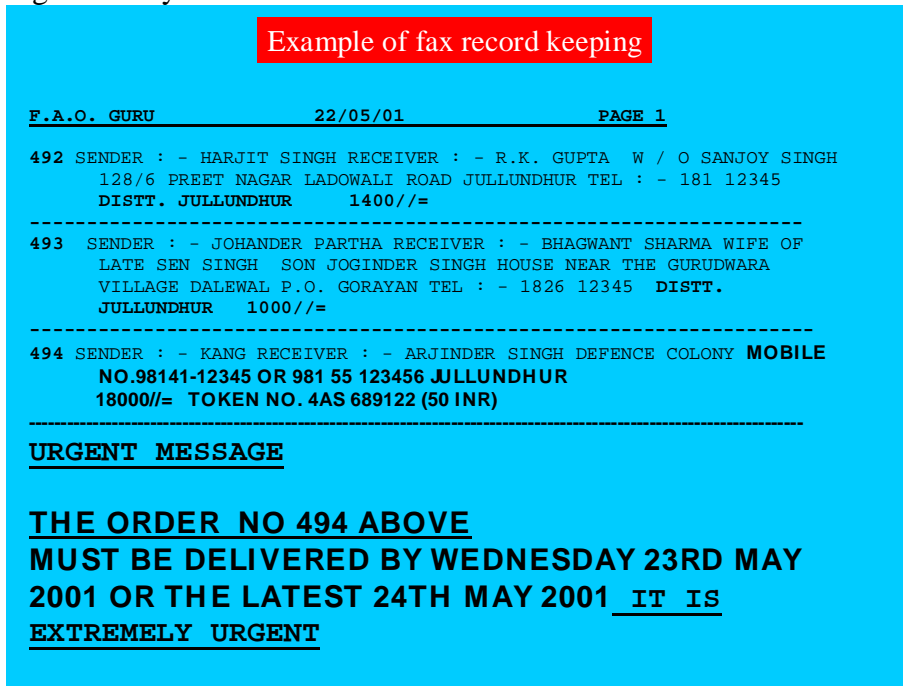 Example of fax record keeping
F.A.O. GURU 22/05/01 PAGE 1
492 SENDER : - HARJIT SINGH RECEIVER : - R.K. GUPTA W / O SANJOY SINGH
128/6 PREET NAGAR LADOWALI ROAD JULLUNDHUR TEL : - 181 12345
DISTT. JULLUNDHUR 1400//=
493 SENDER : - JOHANDER PARTHA RECEIVER : - BHAGWANT SHARMA WIFE OF
LATE SEN SINGH SON JOGINDER SINGH HOUSE NEAR THE GURUDWARA
VILLAGE DALEWAL P.O. GORAYAN TEL : - 1826 12345 DISTT.
JULLUNDHUR 1000//=
494 SENDER : - KANG RECEIVER : - ARJINDER SINGH DEFENCE COLONY MOBILE
NO.98141-12345 OR 981 55 123456 JULLUNDHUR
18000//= TOKEN NO. 4AS 689122 (50 INR)
URGENT MESSAGE
THE ORDER NO 494 ABOVE
MUST BE DELIVERED BY WEDNESDAY 23RD MAY
2001 OR THE LATEST 24TH MAY 2001 IT IS
EXTREMELY URGENT